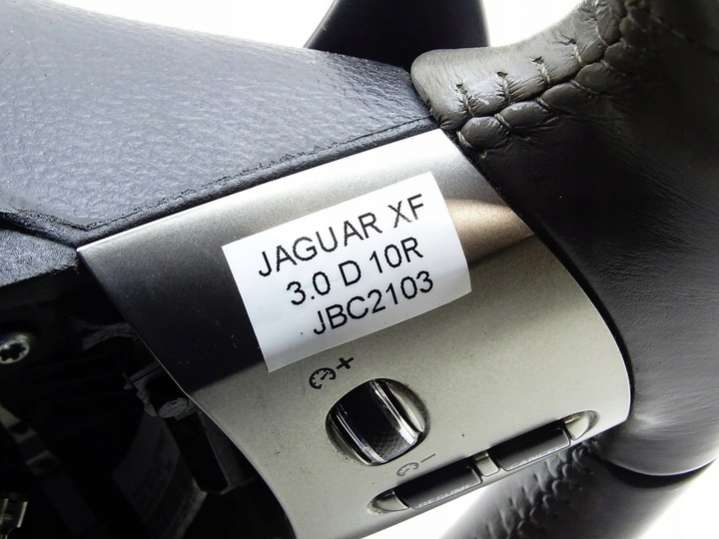 JAGUAR XF
3.0 D 10R
JBC2103
+
-